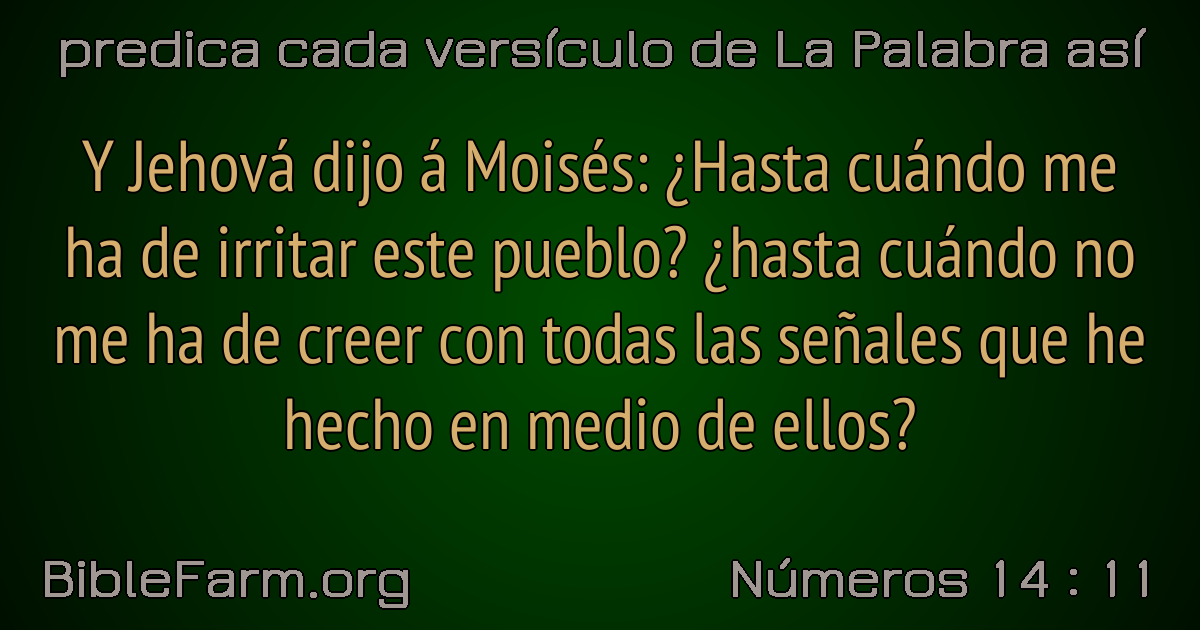 predica cada versículo de La Palabra así
Y Jehová dijo á Moisés: ¿Hasta cuándo me
ha de irritar este pueblo? ¿hasta cuándo no
me ha de creer con todas las señales que he
hecho en medio de ellos?
BibleFarm.org
Números 14 : 11